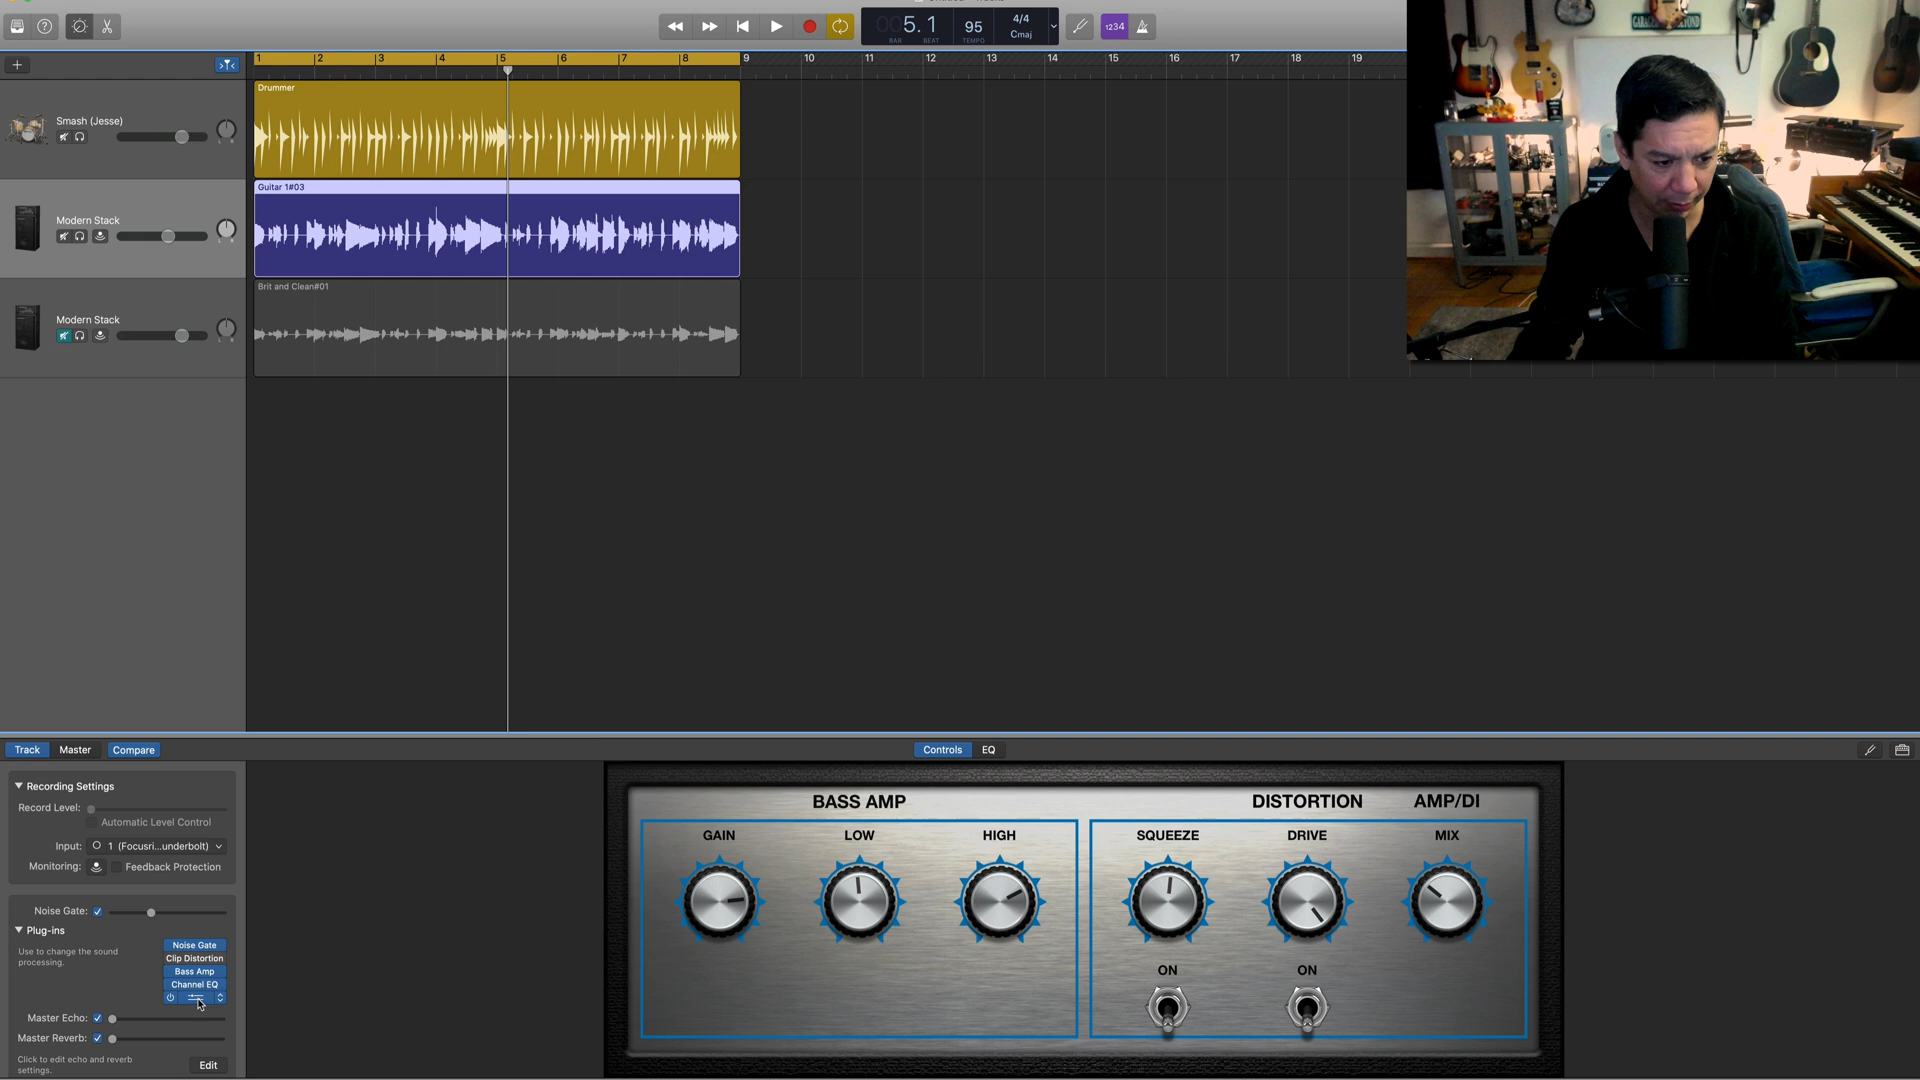 005.1
BAR
BEAT
95
TEMPO
4/4
Cmaj
1234
1 2 3 4 5 6 7 8 9 10 11 12 13 14 15 16 17 18 19
Smash (Jesse)
L R
Drummer
Modern Stack
L R
Guitar 1#03
Modern Stack
L R
Brit and Clean#01
Track Master Compare
Controls EQ
Recording Settings
Record Level:
Automatic Level Control
Input: 1 (Focusri...underbolt)
Monitoring: Feedback Protection
Noise Gate:
Plug-ins
Use to change the sound
processing.
Noise Gate
Clip Distortion
Bass Amp
Channel EQ
Master Echo:
Master Reverb:
Click to edit echo and reverb
settings.
Edit
BASS AMP DISTORTION AMP/DI
GAIN LOW HIGH SQUEEZE DRIVE MIX
ON ON